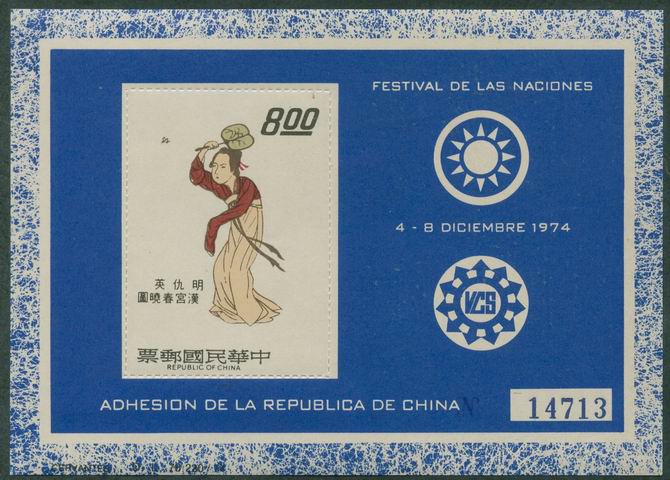 FESTIVAL DE LAS NACIONES
8.00
4 - 8 DICIEMBRE 1974
明仇英
漢宮春曉圖
VCS
中華民國郵票
REPUBLIC OF CHINA
ADHESION DE LA REPUBLICA DE CHINA N
14713
CERVANTES